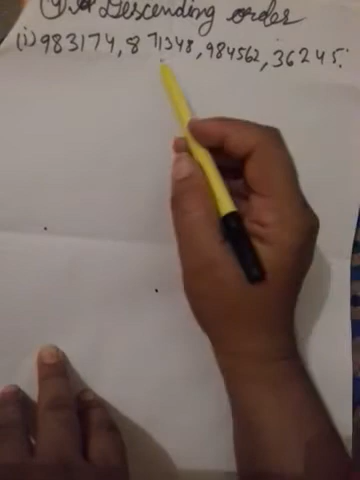 Descending order
(i) 983174, 871348, 984562, 36245.